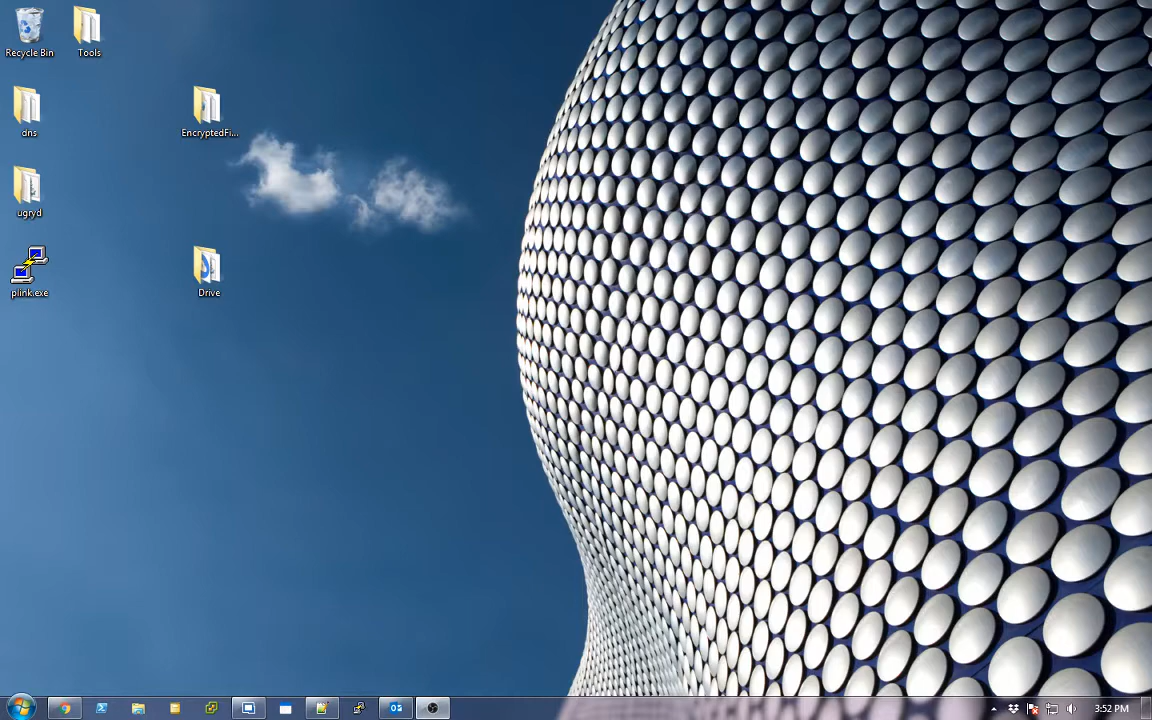 Recycle Bin
Tools
dns
EncryptedFi...
ugryd
plink.exe
Drive
3:52 PM